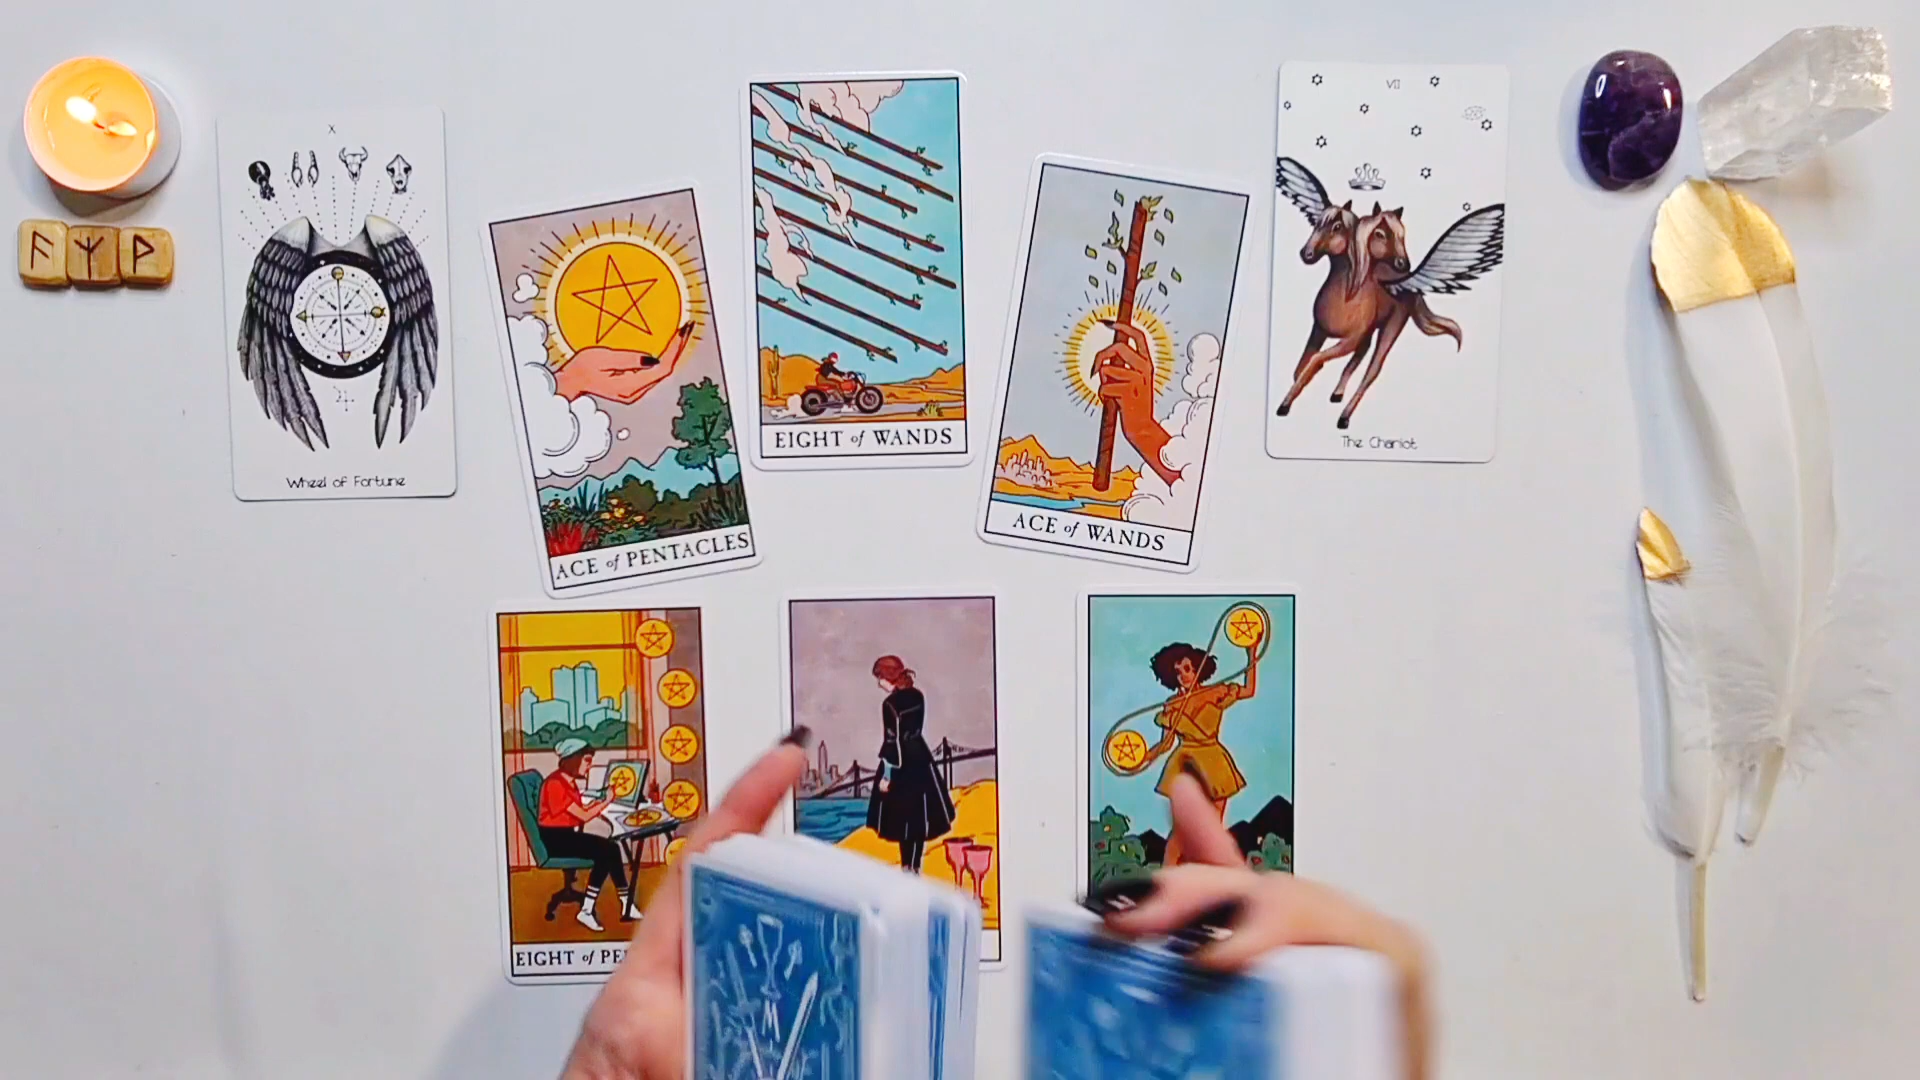 X
Wheel of Fortune
ACE of PENTACLES
EIGHT of WANDS
ACE of WANDS
VII
The Chariot
ᚨ ᛉ ᚹ
EIGHT of PE